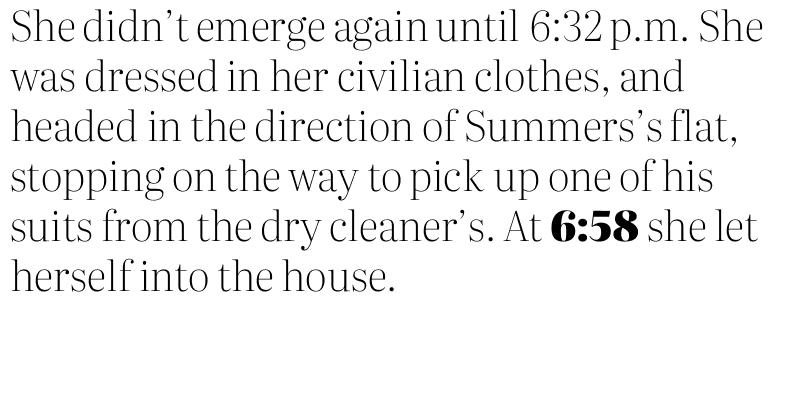 She didn’t emerge again until 6:32 p.m. She
was dressed in her civilian clothes, and
headed in the direction of Summers’s flat,
stopping on the way to pick up one of his
suits from the dry cleaner’s. At 6:58 she let
herself into the house.